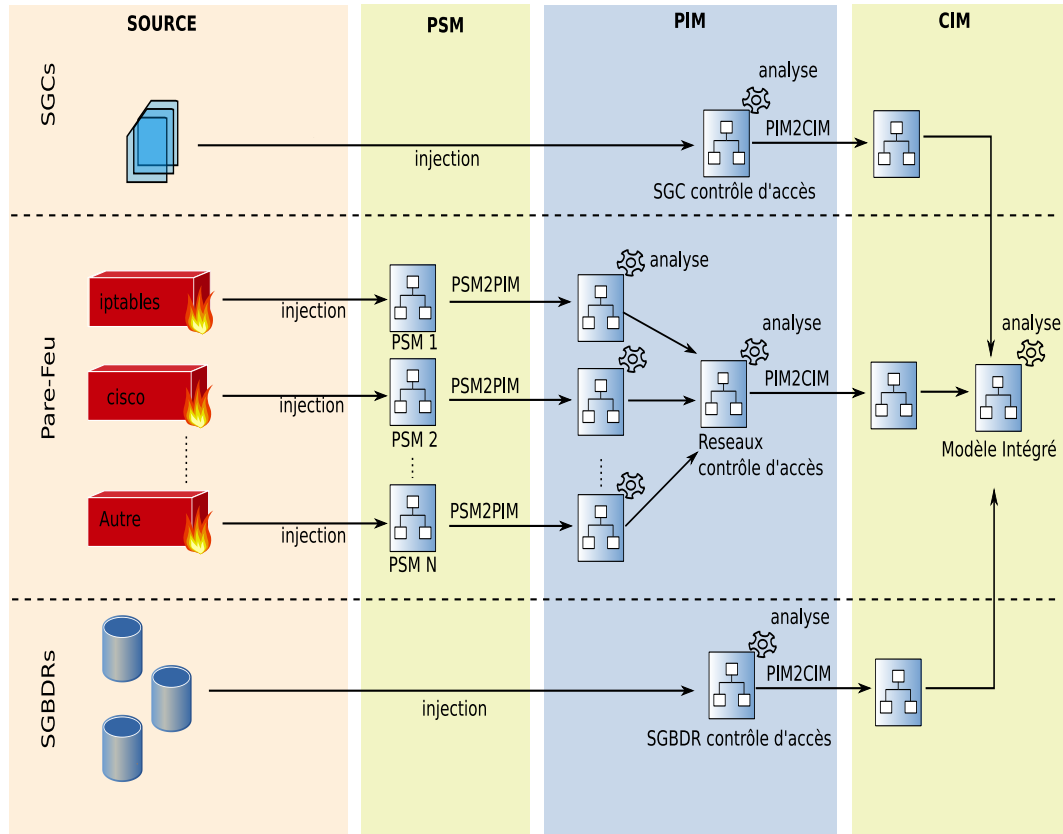 SOURCE
PSM
PIM
CIM
SGCs
analyse
injection
PIM2CIM
SGC contrôle d'accès
Pare-Feu
iptables
injection
PSM2PIM
analyse
PSM 1
analyse
analyse
cisco
injection
PSM2PIM
PIM2CIM
PSM 2
Reseaux
contrôle d'accès
Modèle Intégré
Autre
injection
PSM2PIM
PSM N
SGBDRs
analyse
injection
PIM2CIM
SGBDR contrôle d'accès